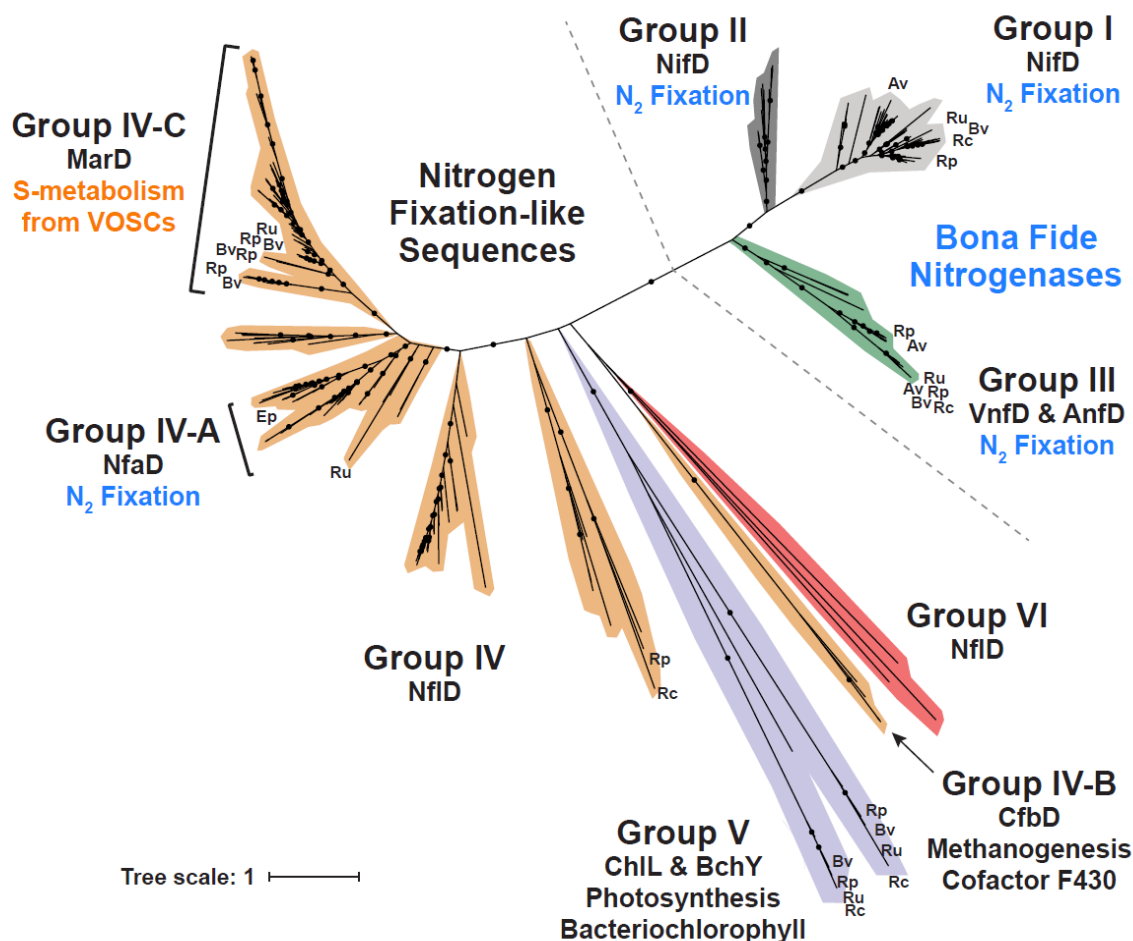 Group II
NifD
N2 Fixation
Group I
NifD
N2 Fixation
Av
Ru
Bv
Rc
Rp
Group IV-C
MarD
S-metabolism
from VOSCs
Ru
Rp
Bv
Bv
Rp
Rp
Bv
Nitrogen
Fixation-like
Sequences
Bona Fide
Nitrogenases
Rp
Av
Ru
Av
Rp
Bv
Rc
Group III
VnfD & AnfD
N2 Fixation
Ep
Group IV-A
NfaD
N2 Fixation
Ru
Group IV
NflD
Rp
Rc
Group VI
NflD
Group IV-B
CfbD
Methanogenesis
Cofactor F430
Rp
Bv
Ru
Rc
Group V
ChlL & BchY
Photosynthesis
Bacteriochlorophyll
Bv
Rp
Ru
Rc
Tree scale: 1